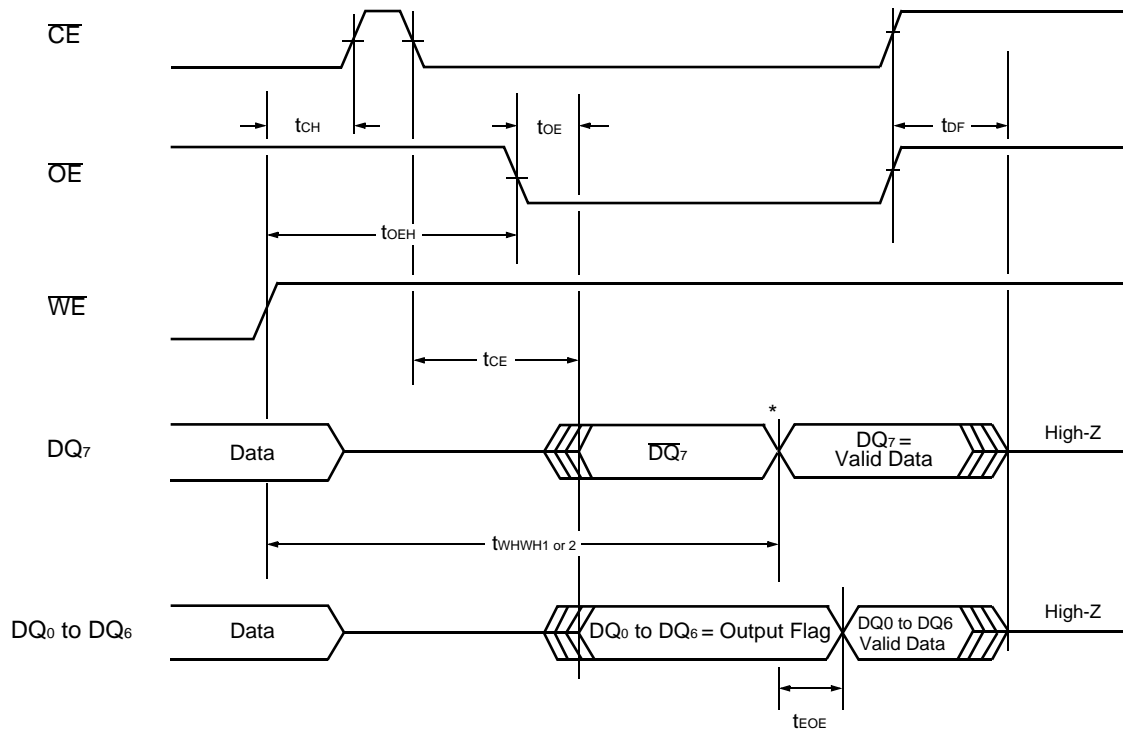 CE
tCH
tOE
tDF
OE
tOEH
WE
tCE
*
DQ7
Data
DQ7
DQ7 =
Valid Data
High-Z
tWHWH1 or 2
DQ0 to DQ6
Data
DQ0 to DQ6 = Output Flag
DQ0 to DQ6
Valid Data
High-Z
tEOE